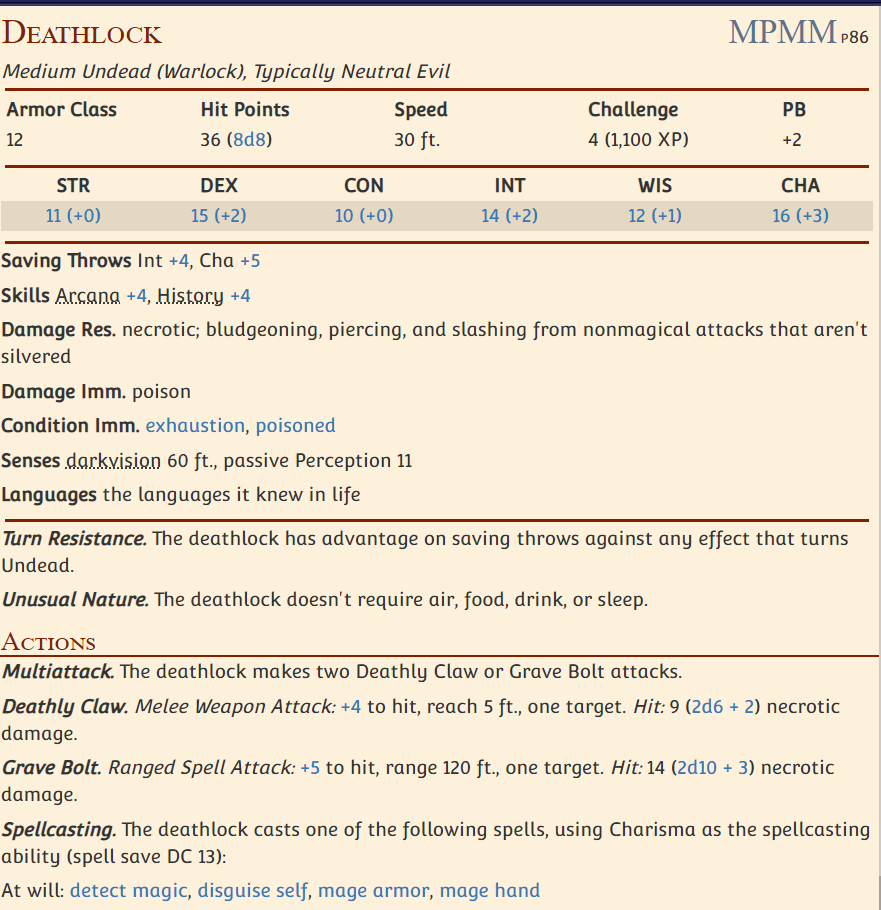 DEATHLOCK MPMM P86
Medium Undead (Warlock), Typically Neutral Evil
Armor Class Hit Points Speed Challenge PB
12 36 (8d8) 30 ft. 4 (1,100 XP) +2
STR DEX CON INT WIS CHA
11 (+0) 15 (+2) 10 (+0) 14 (+2) 12 (+1) 16 (+3)
Saving Throws Int +4, Cha +5
Skills Arcana +4, History +4
Damage Res. necrotic; bludgeoning, piercing, and slashing from nonmagical attacks that aren't
silvered
Damage Imm. poison
Condition Imm. exhaustion, poisoned
Senses darkvision 60 ft., passive Perception 11
Languages the languages it knew in life
Turn Resistance. The deathlock has advantage on saving throws against any effect that turns
Undead.
Unusual Nature. The deathlock doesn't require air, food, drink, or sleep.
ACTIONS
Multiattack. The deathlock makes two Deathly Claw or Grave Bolt attacks.
Deathly Claw. Melee Weapon Attack: +4 to hit, reach 5 ft., one target. Hit: 9 (2d6 + 2) necrotic
damage.
Grave Bolt. Ranged Spell Attack: +5 to hit, range 120 ft., one target. Hit: 14 (2d10 + 3) necrotic
damage.
Spellcasting. The deathlock casts one of the following spells, using Charisma as the spellcasting
ability (spell save DC 13):
At will: detect magic, disguise self, mage armor, mage hand